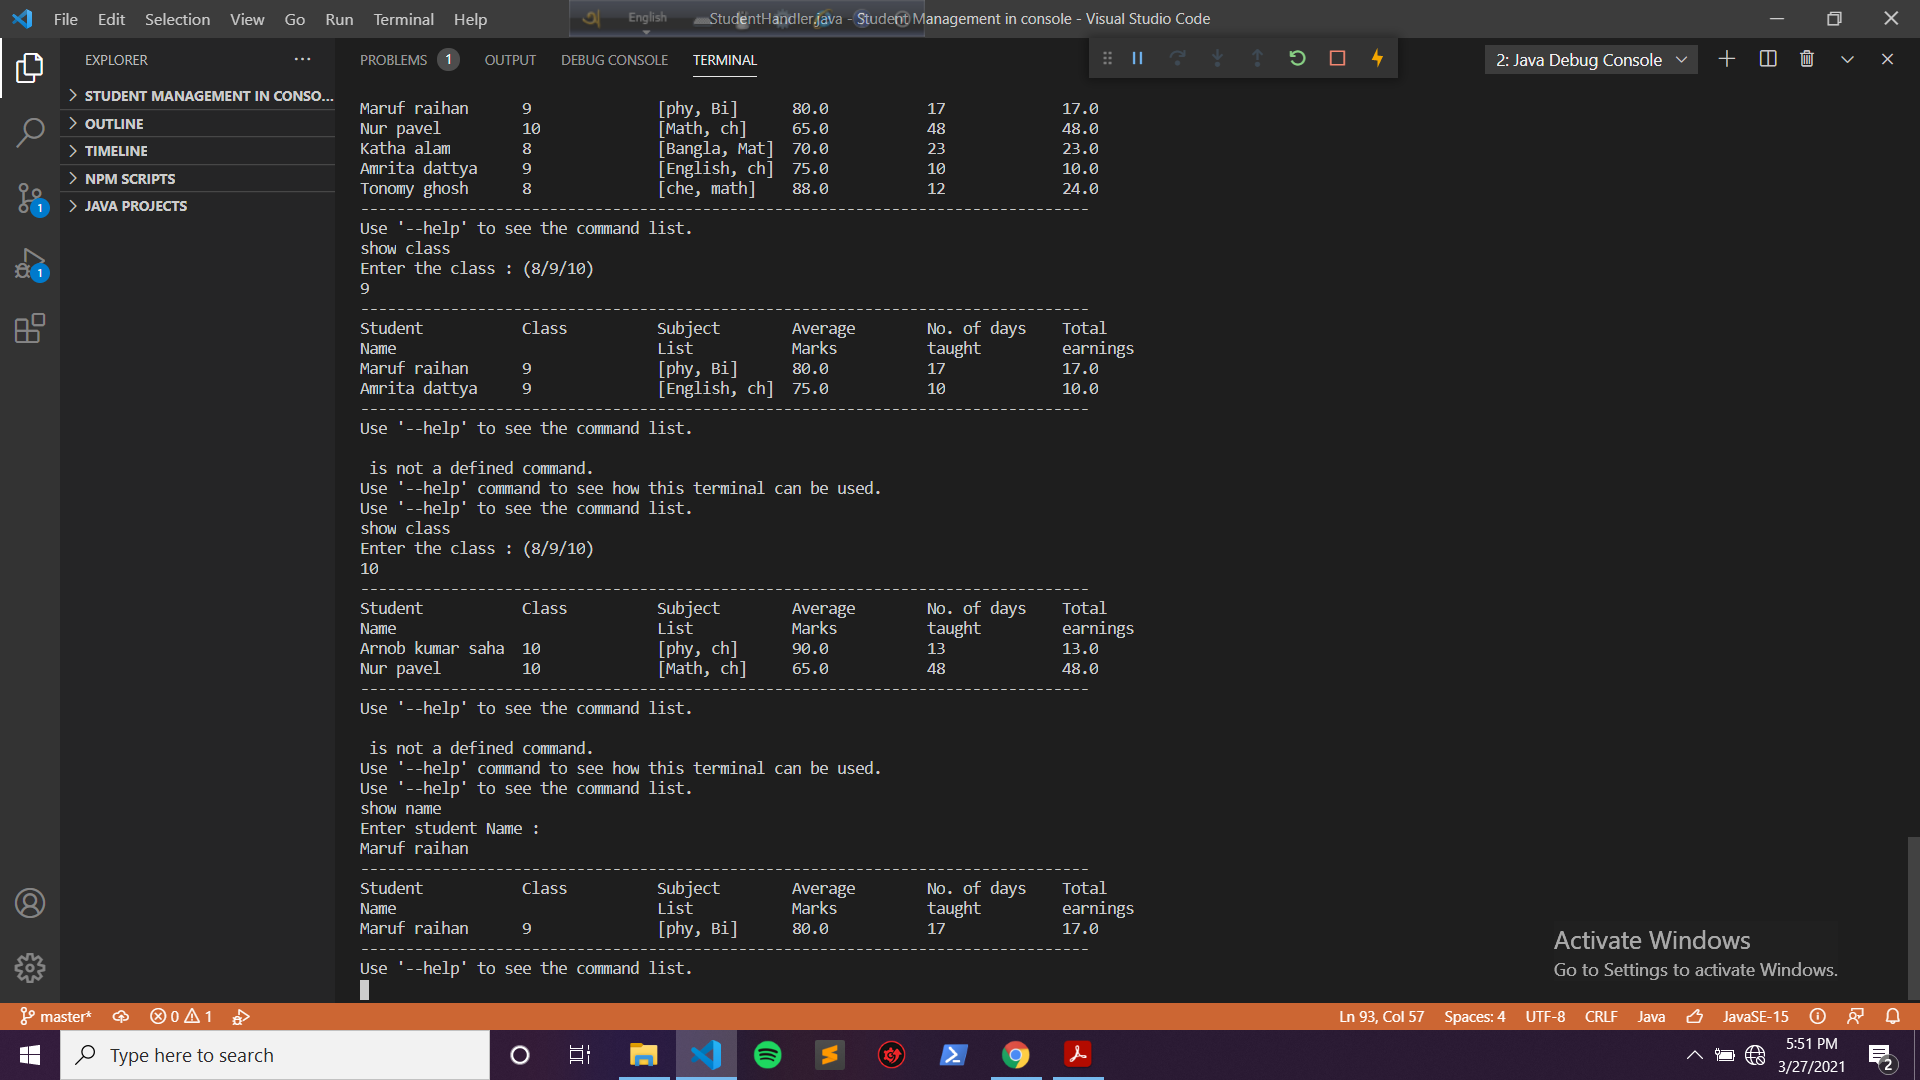 File Edit Selection View Go Run Terminal Help
English
StudentHandler.java - Student Management in console - Visual Studio Code
EXPLORER
PROBLEMS 1 OUTPUT DEBUG CONSOLE TERMINAL
2: Java Debug Console
STUDENT MANAGEMENT IN CONSO...
OUTLINE
TIMELINE
NPM SCRIPTS
JAVA PROJECTS
1
1
Maruf raihan 9 [phy, Bi] 80.0 17 17.0
Nur pavel 10 [Math, ch] 65.0 48 48.0
Katha alam 8 [Bangla, Mat] 70.0 23 23.0
Amrita dattya 9 [English, ch] 75.0 10 10.0
Tonomy ghosh 8 [che, math] 88.0 12 24.0
---------------------------------------------------------------------------------
Use '--help' to see the command list.
show class
Enter the class : (8/9/10)
9
---------------------------------------------------------------------------------
Student Class Subject Average No. of days Total
Name List Marks taught earnings
Maruf raihan 9 [phy, Bi] 80.0 17 17.0
Amrita dattya 9 [English, ch] 75.0 10 10.0
---------------------------------------------------------------------------------
Use '--help' to see the command list.
is not a defined command.
Use '--help' command to see how this terminal can be used.
Use '--help' to see the command list.
show class
Enter the class : (8/9/10)
10
---------------------------------------------------------------------------------
Student Class Subject Average No. of days Total
Name List Marks taught earnings
Arnob kumar saha 10 [phy, ch] 90.0 13 13.0
Nur pavel 10 [Math, ch] 65.0 48 48.0
---------------------------------------------------------------------------------
Use '--help' to see the command list.
is not a defined command.
Use '--help' command to see how this terminal can be used.
Use '--help' to see the command list.
show name
Enter student Name :
Maruf raihan
---------------------------------------------------------------------------------
Student Class Subject Average No. of days Total
Name List Marks taught earnings
Maruf raihan 9 [phy, Bi] 80.0 17 17.0
---------------------------------------------------------------------------------
Use '--help' to see the command list.
Activate Windows
Go to Settings to activate Windows.
master* 0 1 Ln 93, Col 57 Spaces: 4 UTF-8 CRLF Java JavaSE-15
Type here to search
5:51 PM
3/27/2021
2